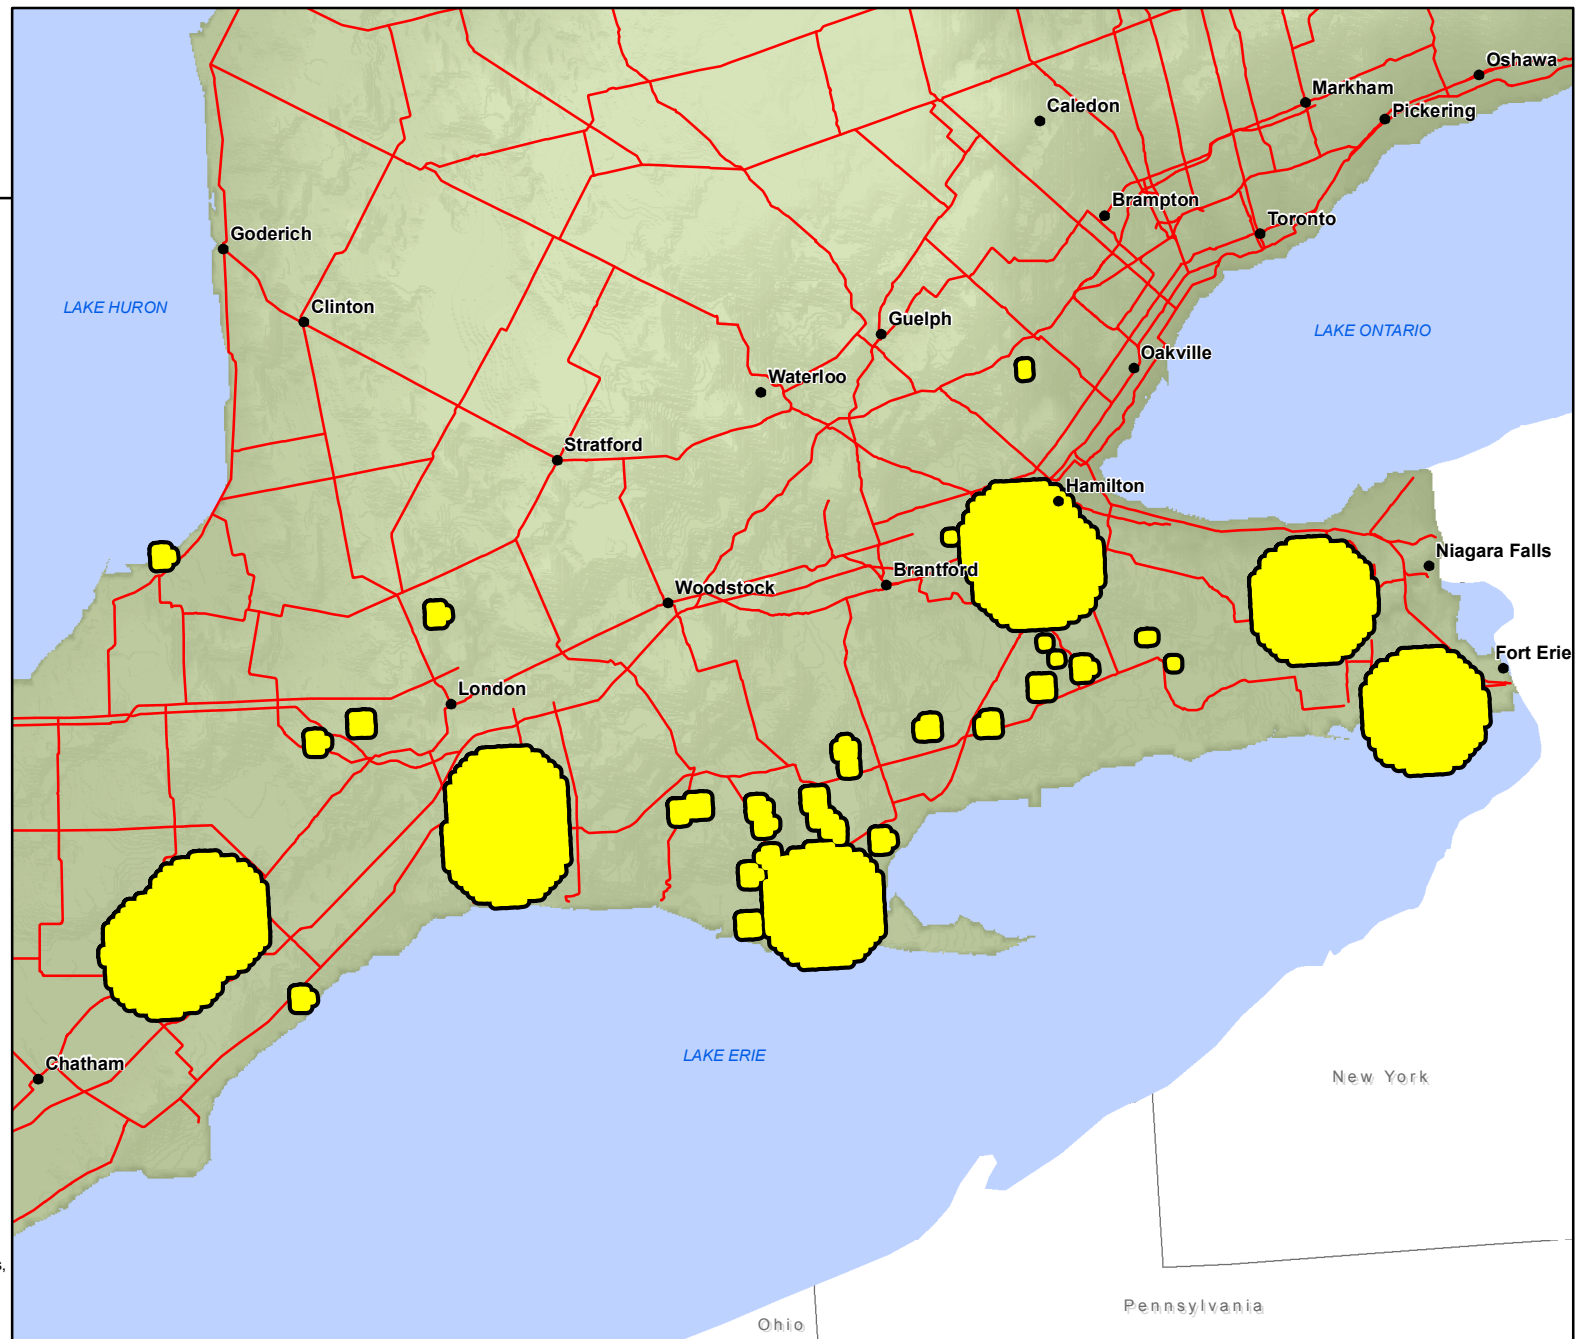 Oshawa
Markham
Caledon
Pickering
Brampton
Toronto
Goderich
LAKE HURON
Clinton
Guelph
LAKE ONTARIO
Oakville
Waterloo
Stratford
Hamilton
Niagara Falls
Brantford
Woodstock
Fort Erie
London
LAKE ERIE
Chatham
New York
Pennsylvania
Ohio